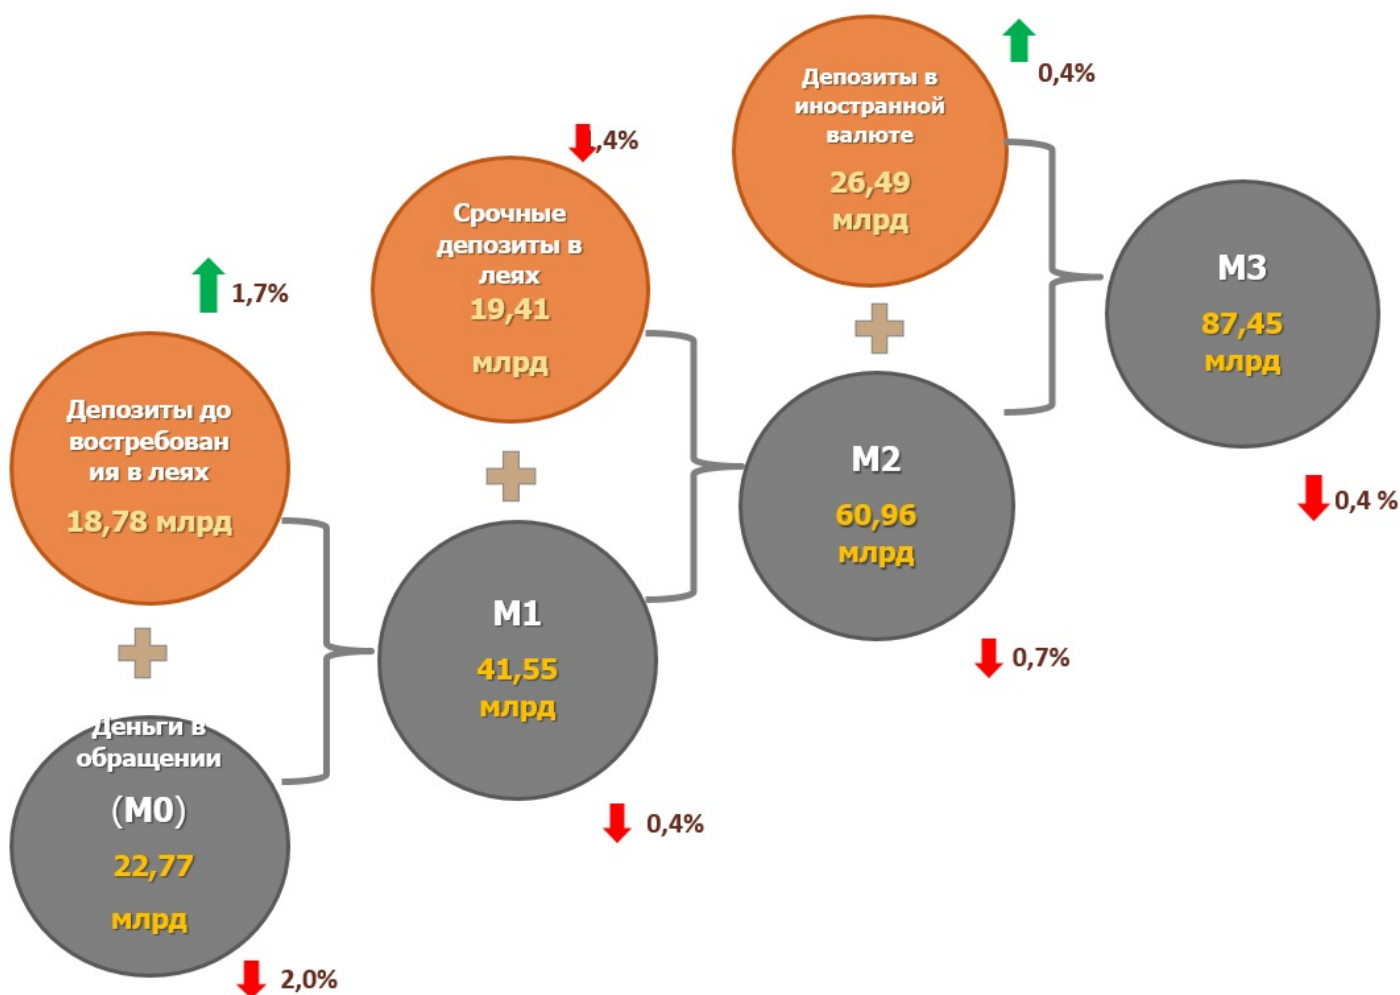 Депозиты в
иностранной
валюте
26,49
млрд
0,4%
,4%
Срочные
депозиты в
леях
19,41
млрд
M3
87,45
млрд
0,4 %
1,7%
Депозиты до
востребован
ия в леях
18,78 млрд
M2
60,96
млрд
0,7%
M1
41,55
млрд
0,4%
Деньги в
обращении
(M0)
22,77
млрд
2,0%